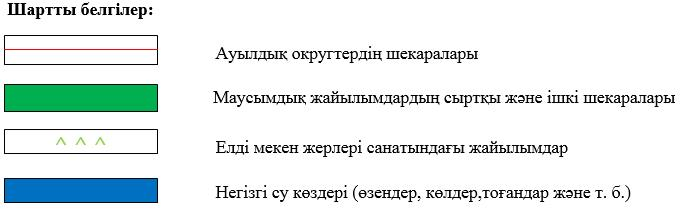 Шартты белгілер:
Ауылдық округтердің шекаралары
Маусымдық жайылымдардың сыртқы және ішкі шекаралары
Елді мекен жерлері санатындағы жайылымдар
Негізгі су көздері (өзендер, көлдер,тоғандар және т. б.)